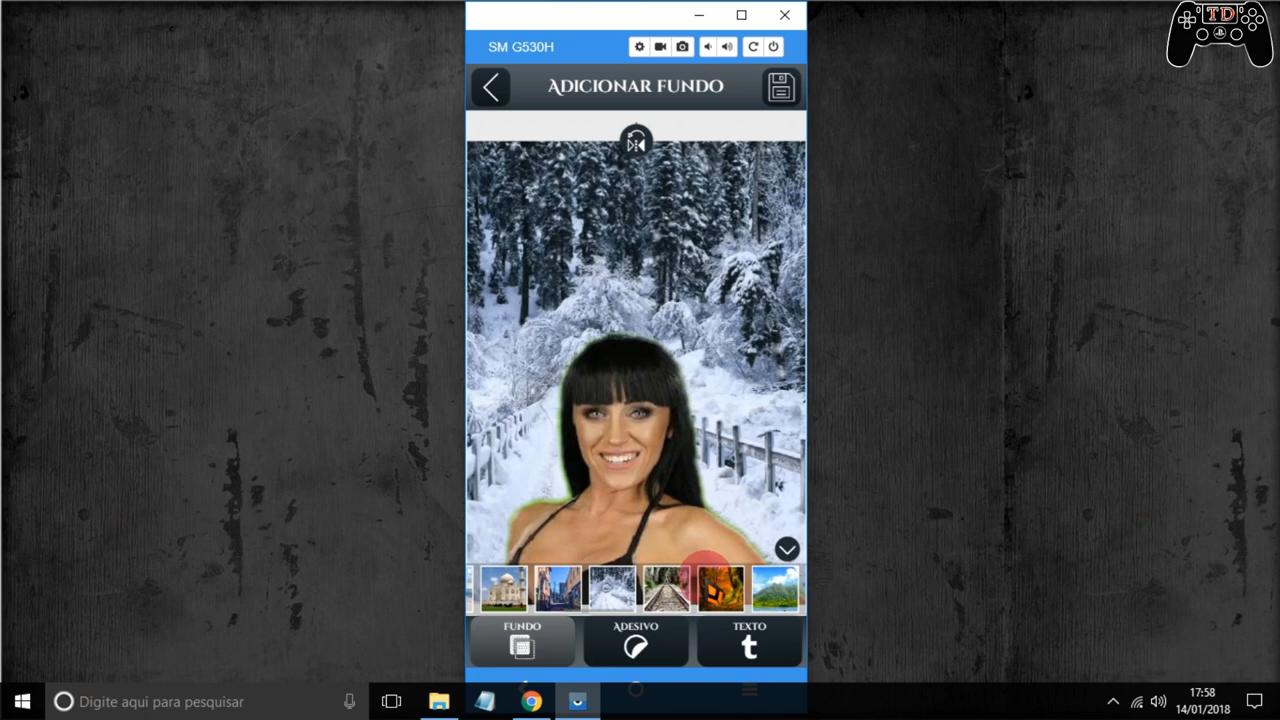 TD
SM G530H
ADICIONAR FUNDO
FUNDO
ADESIVO
TEXTO
t
Digite aqui para pesquisar
17:58
14/01/2018